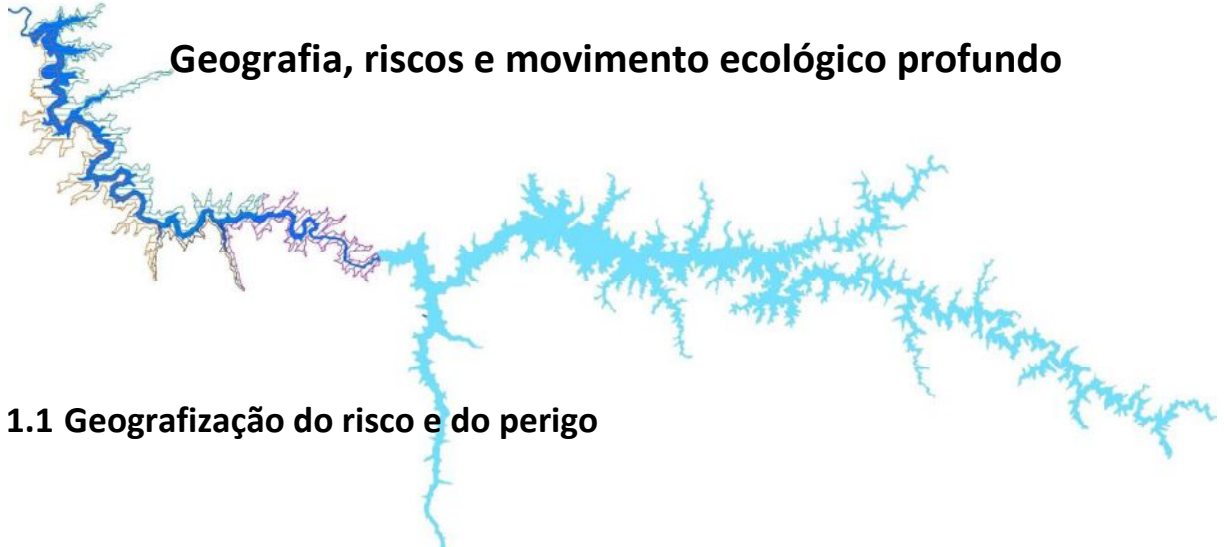 Geografia, riscos e movimento ecológico profundo
1.1 Geografização do risco e do perigo